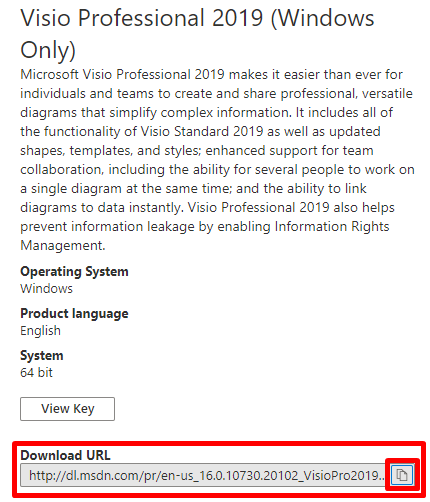 Visio Professional 2019 (Windows
Only)
Microsoft Visio Professional 2019 makes it easier than ever for
individuals and teams to create and share professional, versatile
diagrams that simplify complex information. It includes all of
the functionality of Visio Standard 2019 as well as updated
shapes, templates, and styles; enhanced support for team
collaboration, including the ability for several people to work on
a single diagram at the same time; and the ability to link
diagrams to data instantly. Visio Professional 2019 also helps
prevent information leakage by enabling Information Rights
Management.
Operating System
Windows
Product language
English
System
64 bit
View Key
Download URL
http://dl.msdn.com/pr/en-us_16.0.10730.20102_VisioPro2019...